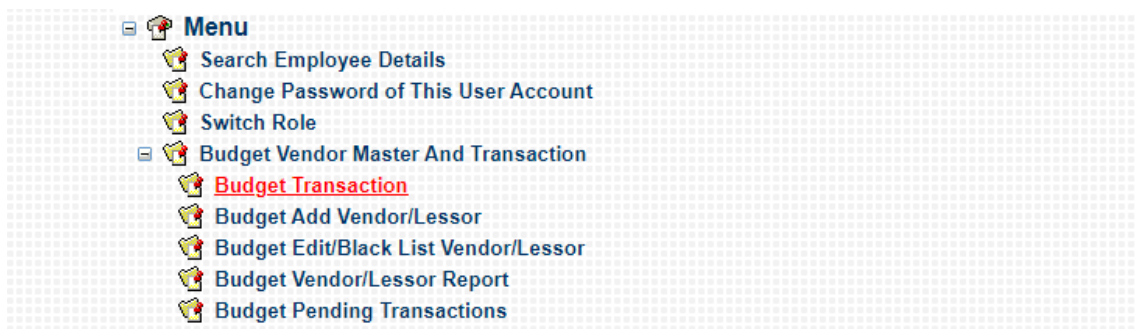 Menu
Search Employee Details
Change Password of This User Account
Switch Role
Budget Vendor Master And Transaction
Budget Transaction
Budget Add Vendor/Lessor
Budget Edit/Black List Vendor/Lessor
Budget Vendor/Lessor Report
Budget Pending Transactions